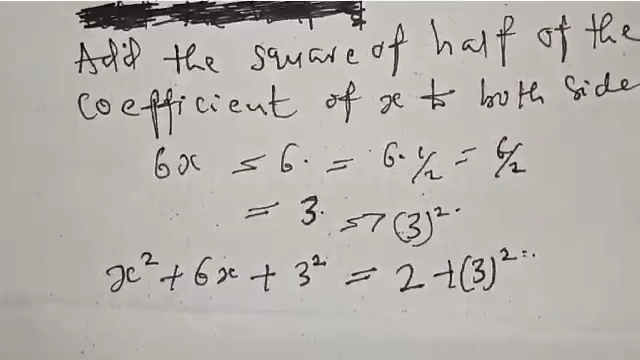 Add the square of half of the
coefficient of x to both side
6x = 6. = 6. 1/2 = 6/2
= 3. => (3)².
x² + 6x + 3² = 2 + (3)²